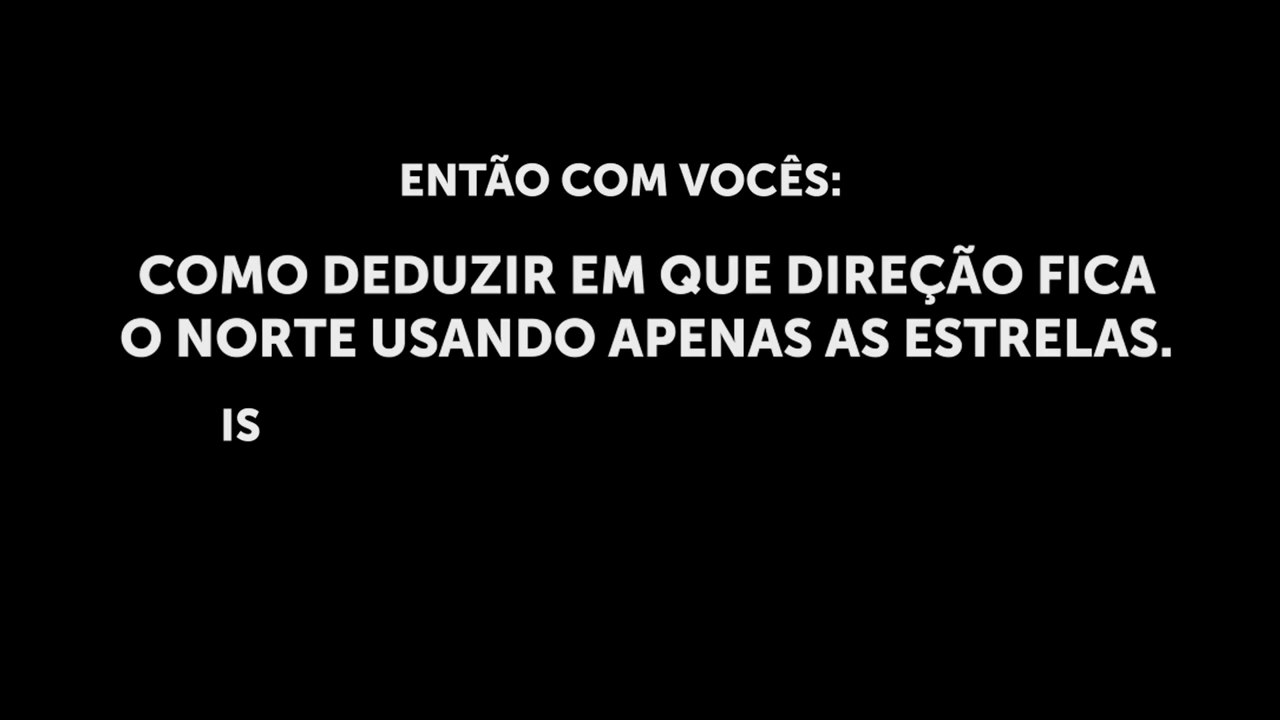 ENTÃO COM VOCÊS:
COMO DEDUZIR EM QUE DIREÇÃO FICA
O NORTE USANDO APENAS AS ESTRELAS.
IS